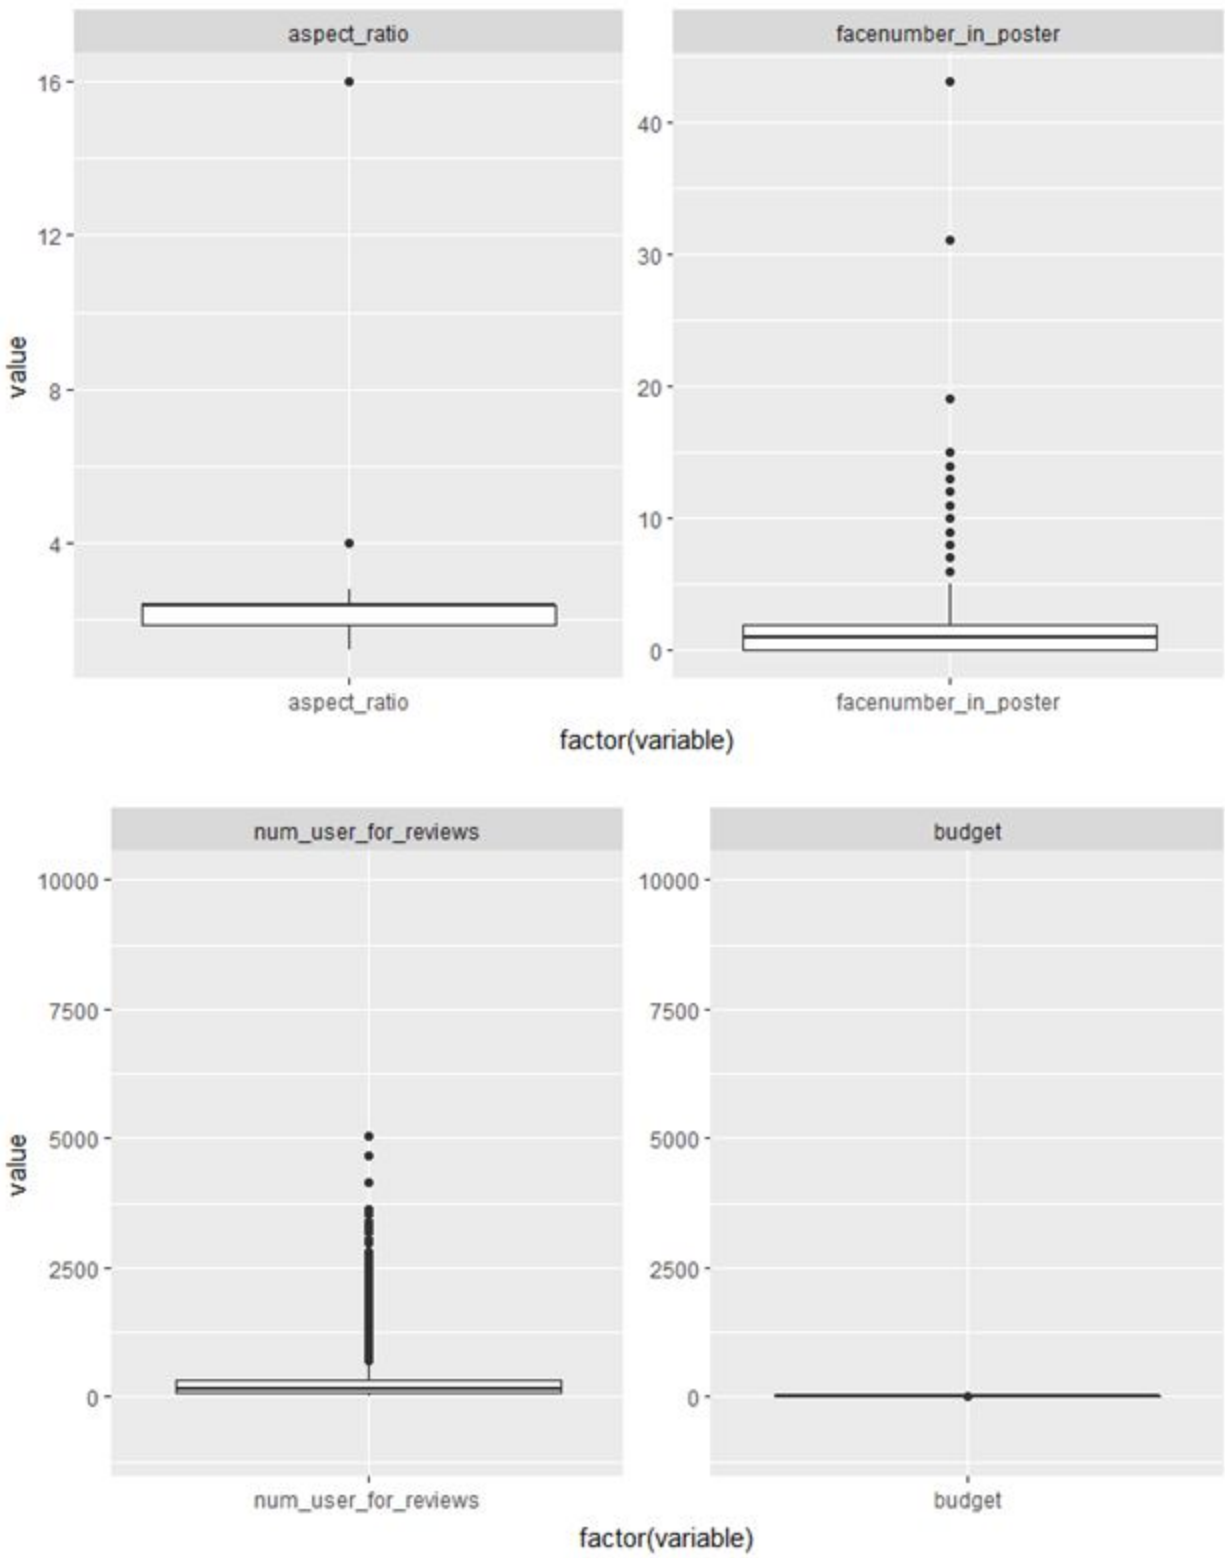 aspect_ratio
facenumber_in_poster
16
12
8
4
value
40
30
20
10
0
aspect_ratio
facenumber_in_poster
factor(variable)
num_user_for_reviews
budget
10000
7500
5000
2500
0
value
10000
7500
5000
2500
0
num_user_for_reviews
budget
factor(variable)